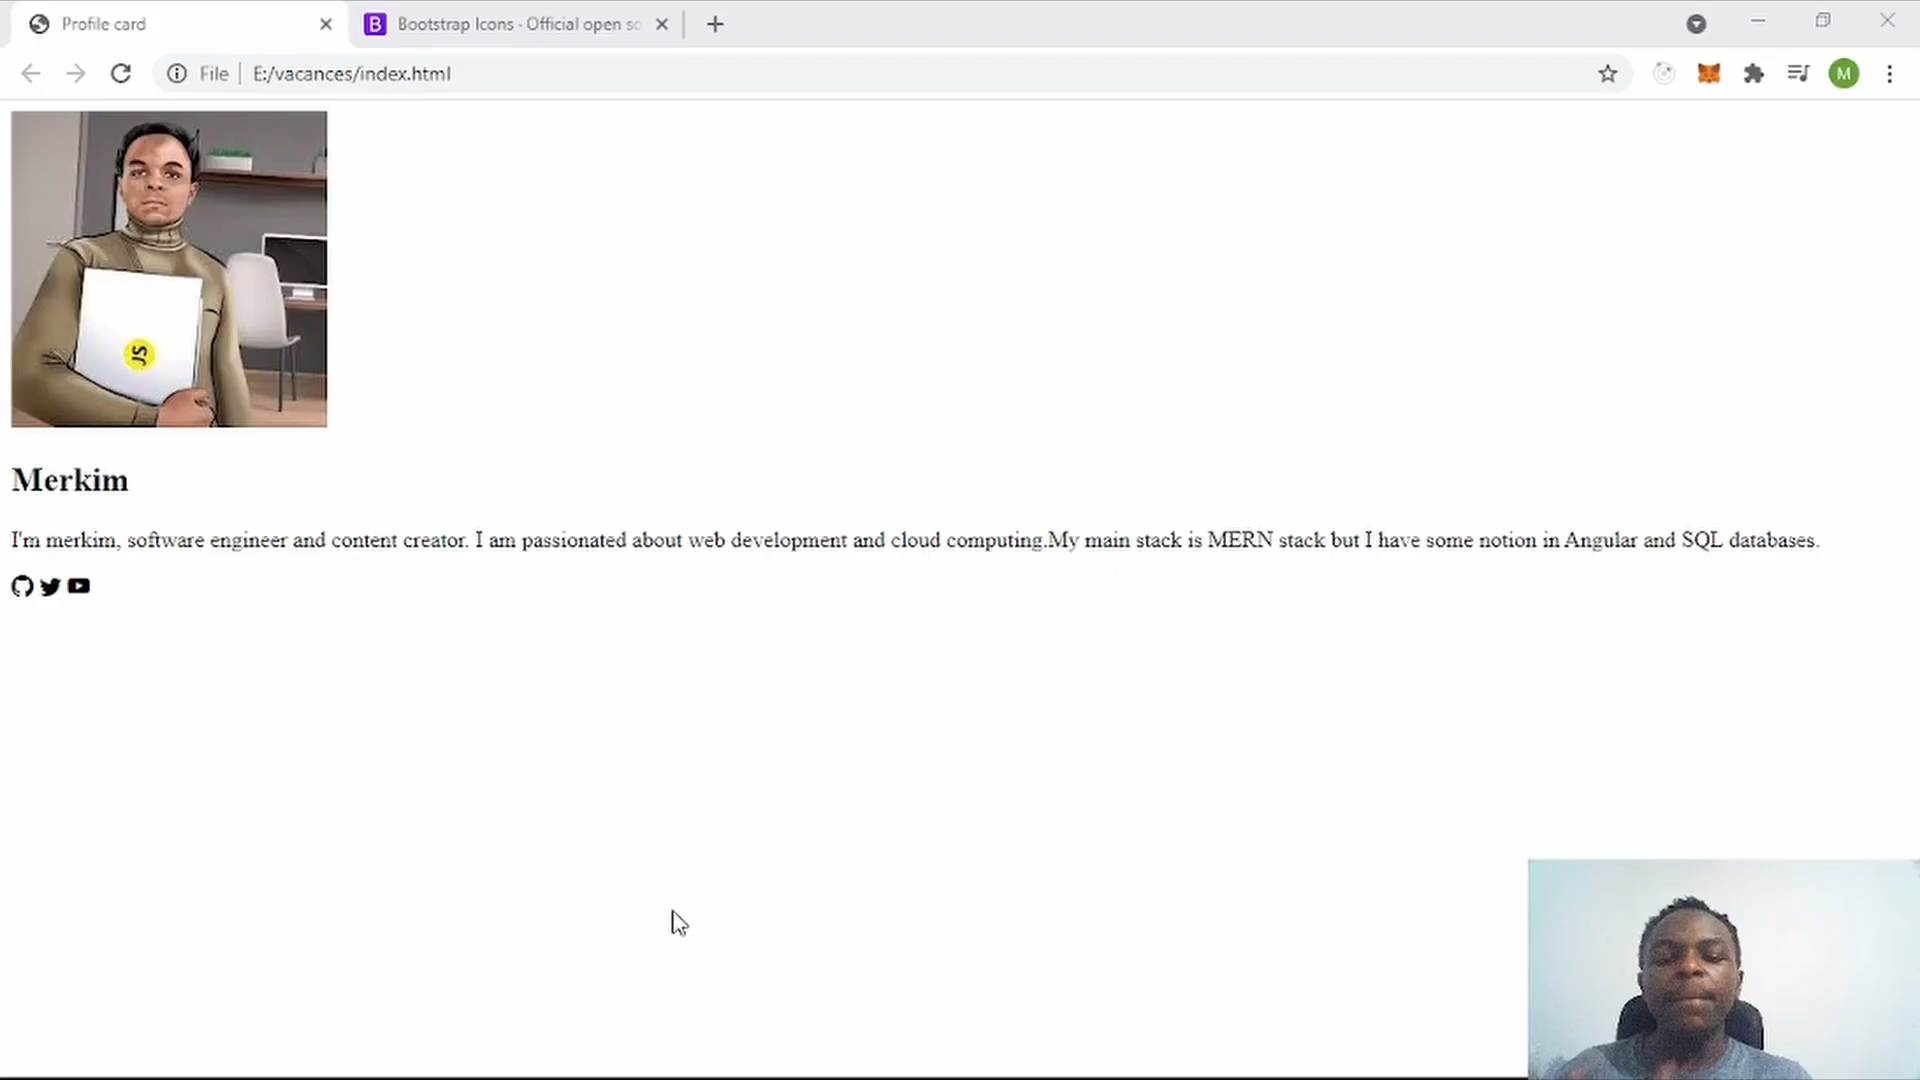 Profile card
Bootstrap Icons - Official open so
File
E:/vacances/index.html
M
JS
Merkim
I'm merkim, software engineer and content creator. I am passionated about web development and cloud computing.My main stack is MERN stack but I have some notion in Angular and SQL databases.